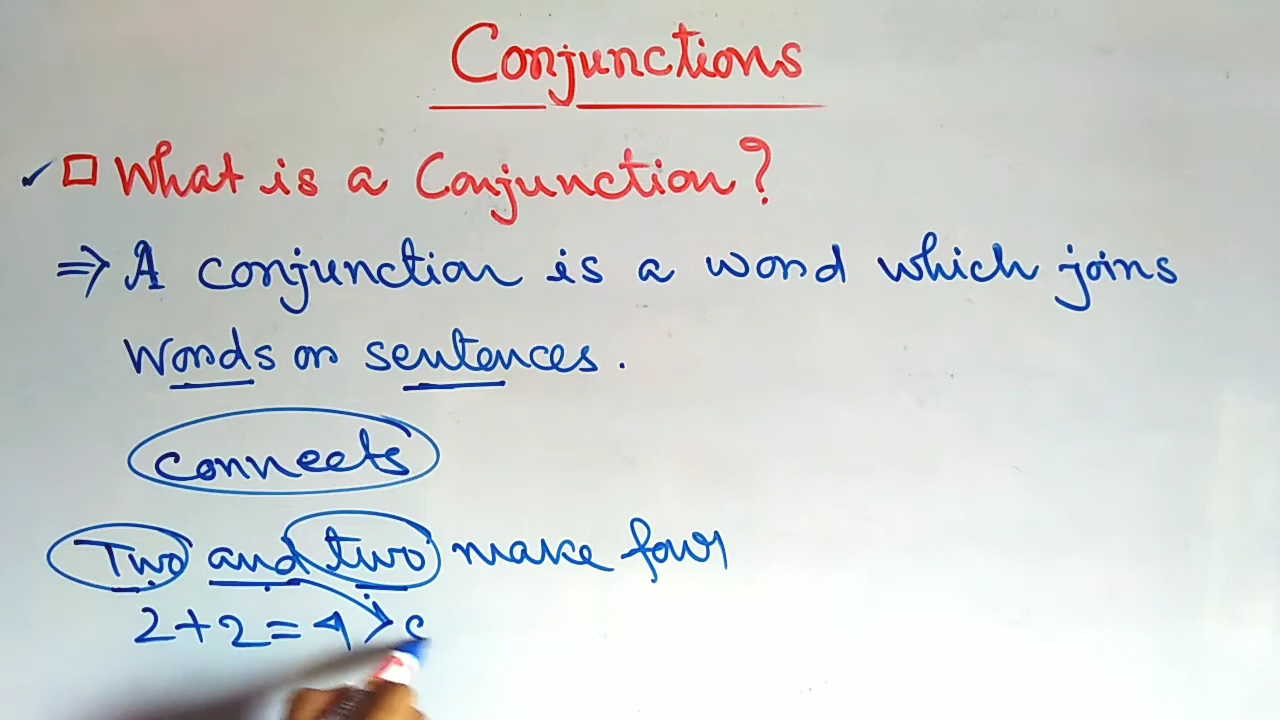 Conjunctions
What is a Conjunction?
⇒ A conjunction is a word which joins
words or sentences.
connects
Two and two make four
2+2=4 c